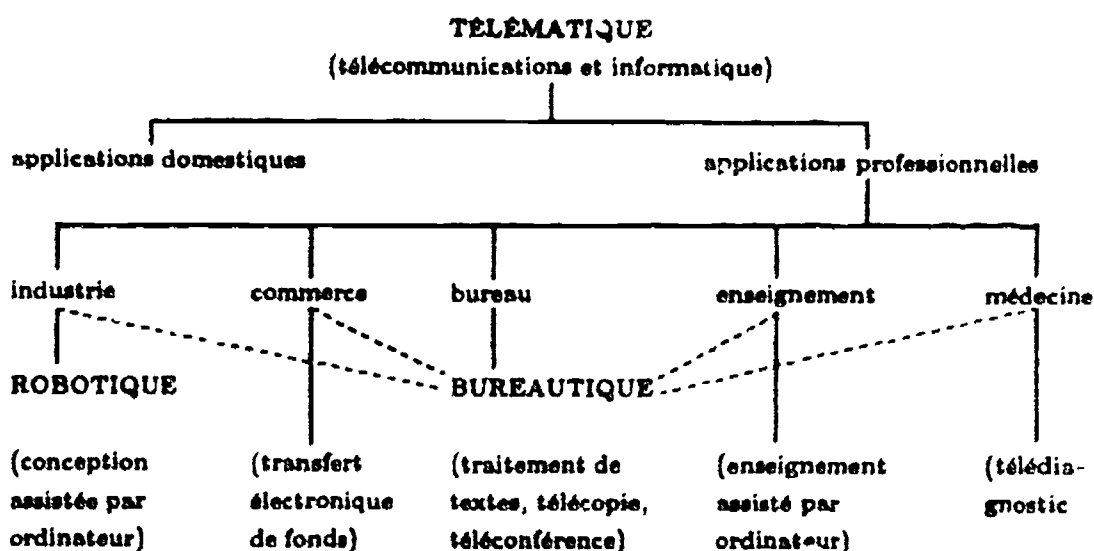 TÉLÉMATIQUE
(télécommunications et informatique)
applications domestiques
applications professionnelles
industrie
commerce
bureau
enseignement
médecine
ROBOTIQUE
BUREAUTIQUE
(conception
assistée par
ordinateur)
(transfert
électronique
de fonds)
(traitement de
textes, télécopie,
téléconférence)
(enseignement
assisté par
ordinateur)
(télédia-
gnostic